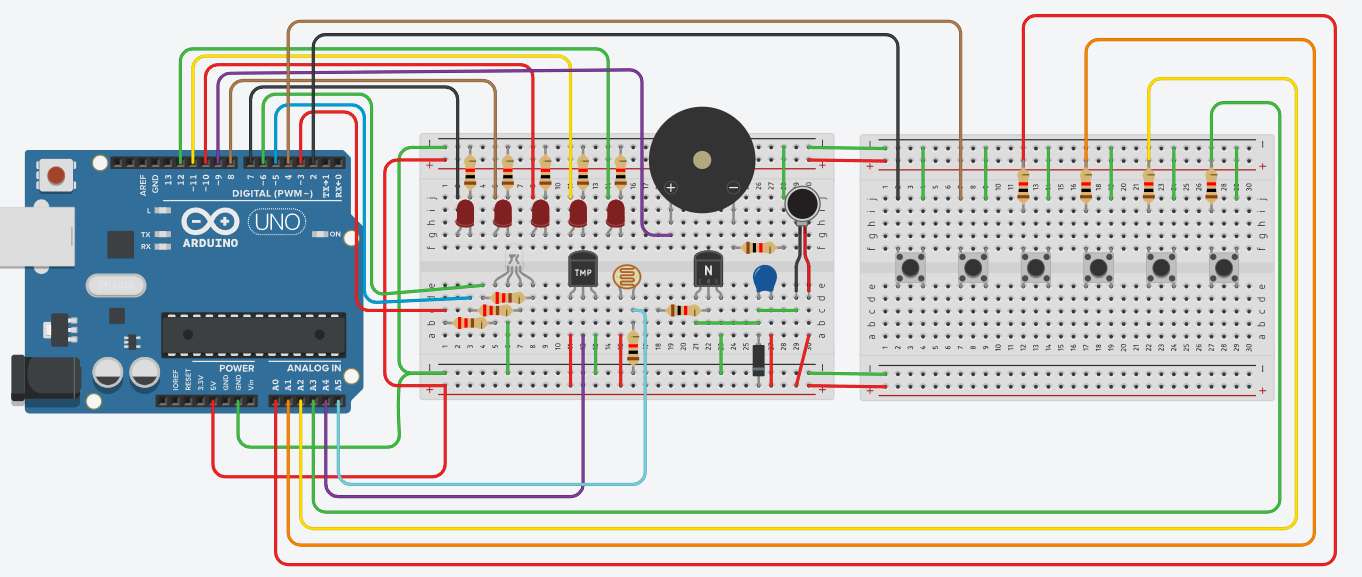 AREF
GND
13
12
~11
~10
~9
8
7
~6
~5
4
~3
2
TX→1
RX←0
DIGITAL (PWM~)
L
TX
RX
ARDUINO
UNO
ON
POWER
ANALOG IN
IOREF
RESET
3.3V
5V
GND
GND
Vin
A0
A1
A2
A3
A4
A5
TMP
N
+
−
j
i
h
g
f
e
d
c
b
a